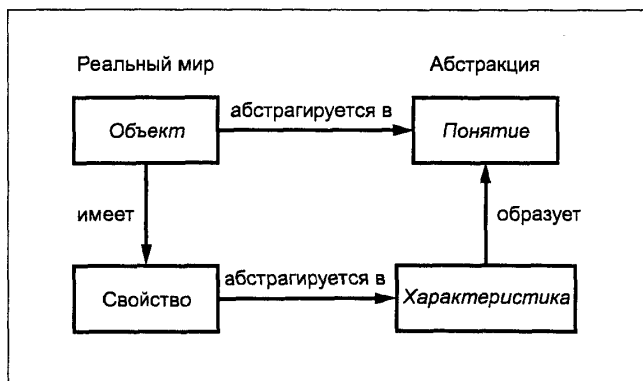 Реальный мир
Абстракция
Объект
абстрагируется в
Понятие
имеет
образует
Свойство
абстрагируется в
Характеристика